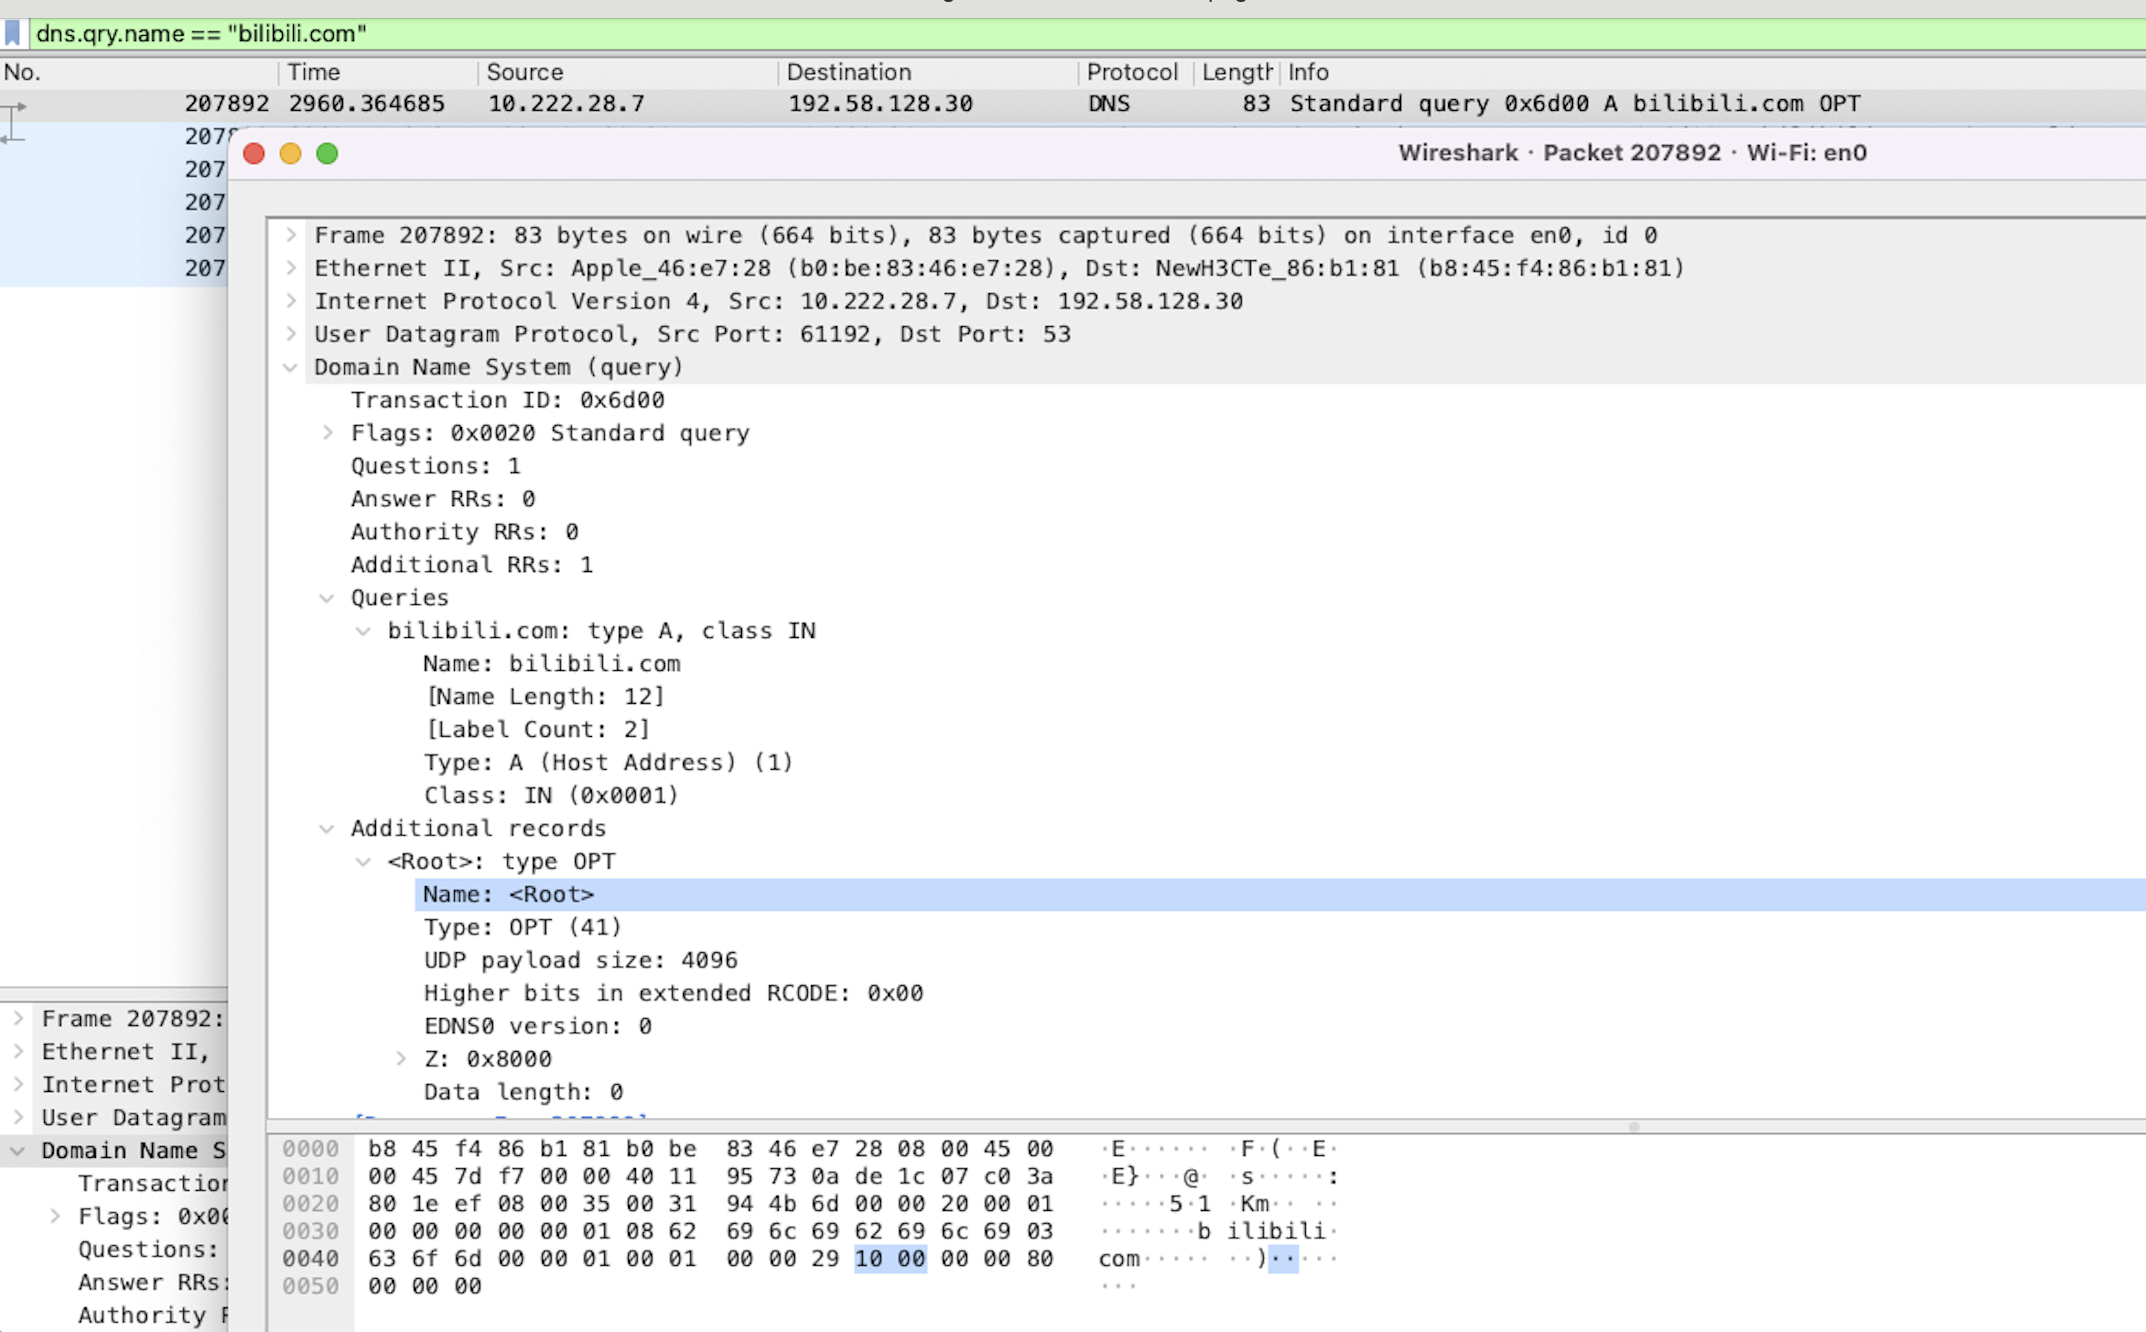 dns.qry.name == "bilibili.com"
No. Time Source Destination Protocol Length Info
207892 2960.364685 10.222.28.7 192.58.128.30 DNS 83 Standard query 0x6d00 A bilibili.com OPT
207
207
207
207
207
Wireshark · Packet 207892 · Wi-Fi: en0
Frame 207892: 83 bytes on wire (664 bits), 83 bytes captured (664 bits) on interface en0, id 0
Ethernet II, Src: Apple_46:e7:28 (b0:be:83:46:e7:28), Dst: NewH3CTe_86:b1:81 (b8:45:f4:86:b1:81)
Internet Protocol Version 4, Src: 10.222.28.7, Dst: 192.58.128.30
User Datagram Protocol, Src Port: 61192, Dst Port: 53
Domain Name System (query)
Transaction ID: 0x6d00
Flags: 0x0020 Standard query
Questions: 1
Answer RRs: 0
Authority RRs: 0
Additional RRs: 1
Queries
bilibili.com: type A, class IN
Name: bilibili.com
[Name Length: 12]
[Label Count: 2]
Type: A (Host Address) (1)
Class: IN (0x0001)
Additional records
<Root>: type OPT
Name: <Root>
Type: OPT (41)
UDP payload size: 4096
Higher bits in extended RCODE: 0x00
EDNS0 version: 0
Z: 0x8000
Data length: 0
Frame 207892:
Ethernet II,
Internet Prot
User Datagram
Domain Name S
Transaction
Flags: 0x00
Questions:
Answer RRs:
Authority
0000 b8 45 f4 86 b1 81 b0 be 83 46 e7 28 08 00 45 00 ·E······ ·F·(··E·
0010 00 45 7d f7 00 00 40 11 95 73 0a de 1c 07 c0 3a ·E}···@· ·s·····:
0020 80 1e ef 08 00 35 00 31 94 4b 6d 00 00 20 00 01 ·····5·1 ·Km·· ··
0030 00 00 00 00 00 01 08 62 69 6c 69 62 69 6c 69 03 ·······b ilibili·
0040 63 6f 6d 00 00 01 00 01 00 00 29 10 00 00 00 80 com····· ··)·····
0050 00 00 00 ···